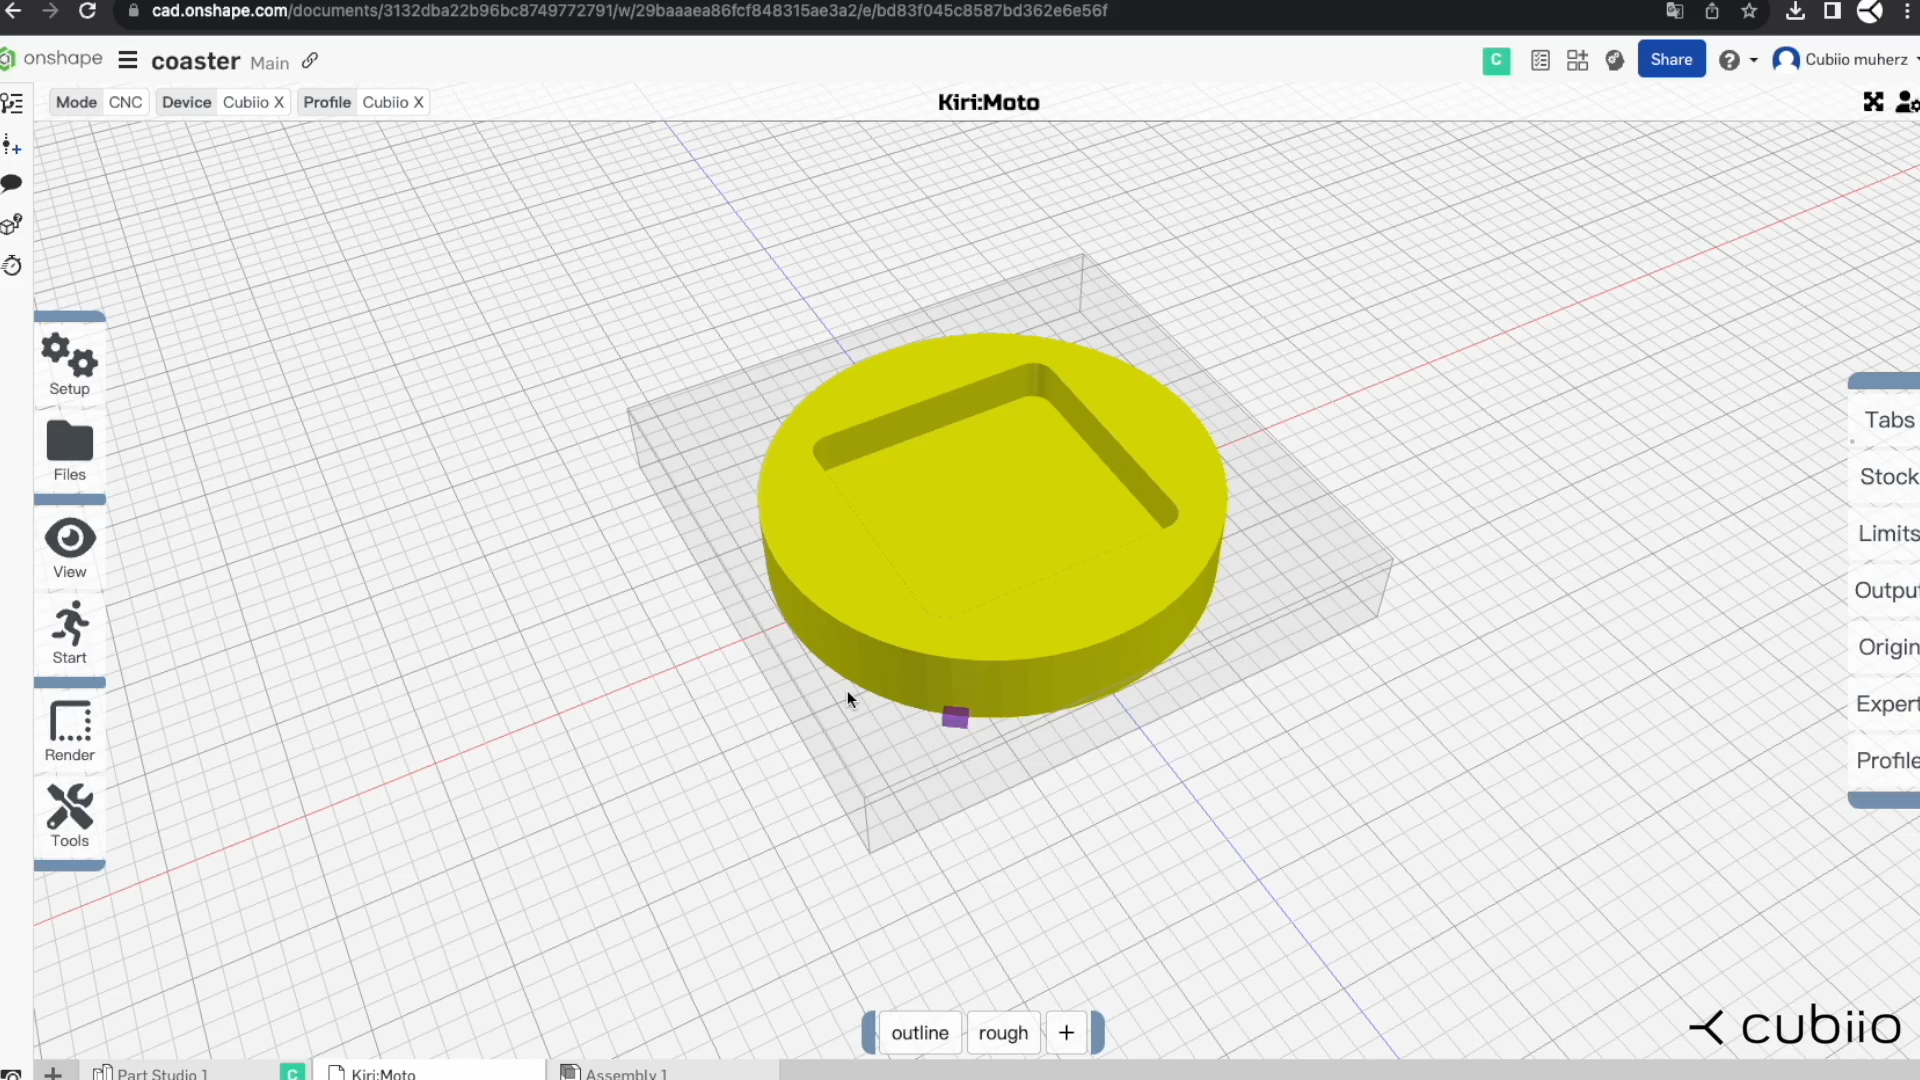 cad.onshape.com/documents/3132dba22b96bc8749772791/w/29baaaea86fcf848315ae3a2/e/bd83f045c8587bd362e6e56f
onshape coaster Main C Share Cubiio muherz
Mode CNC Device Cubiio X Profile Cubiio X
Kiri:Moto
Setup
Files
View
Start
Render
Tools
Tabs
Stock
Limits
Output
Origin
Expert
Profile
outline rough +
cubiio
Part Studio 1 C Kiri:Moto Assembly 1